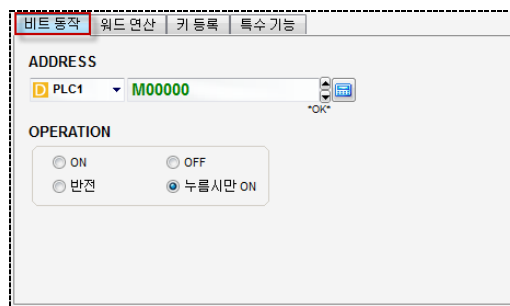 비트 동작 워드 연산 키 등록 특수 기능
ADDRESS
D PLC1 M00000
*OK*
OPERATION
ON OFF
반전 누름시만 ON